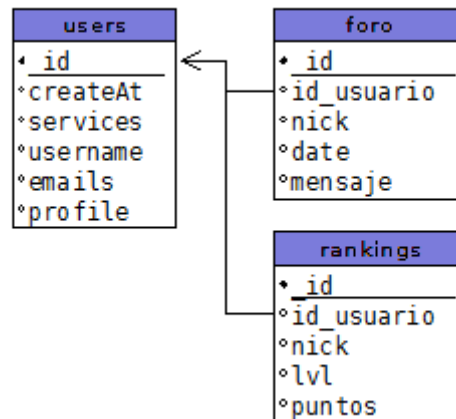 users
_id
createAt
services
username
emails
profile
foro
_id
id_usuario
nick
date
mensaje
rankings
_id
id_usuario
nick
lvl
puntos